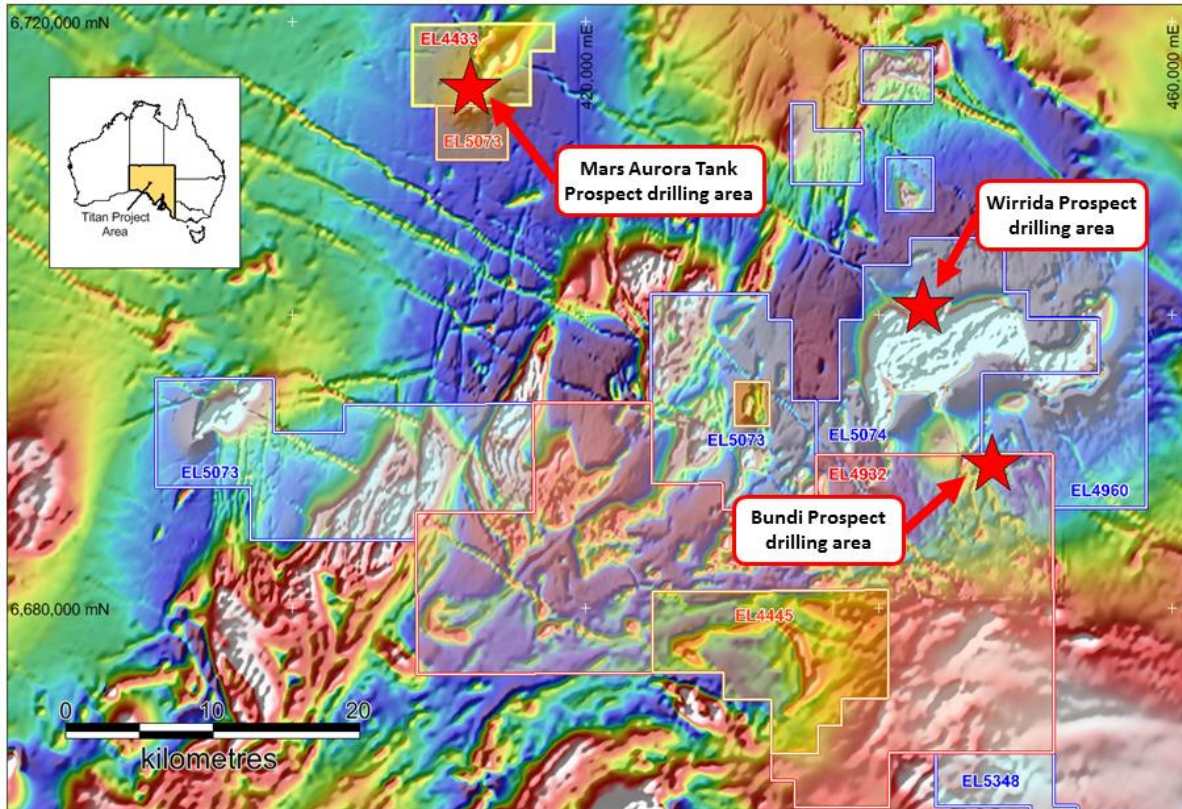 6,720,000 mN
EL4433
420,000 mE
460,000 mE
EL5073
Mars Aurora Tank
Prospect drilling area
Titan Project
Area
Wirrida Prospect
drilling area
EL5073
EL5073
EL5074
EL4932
EL4960
Bundi Prospect
drilling area
6,680,000 mN
EL4445
0 10 20
kilometres
EL5348